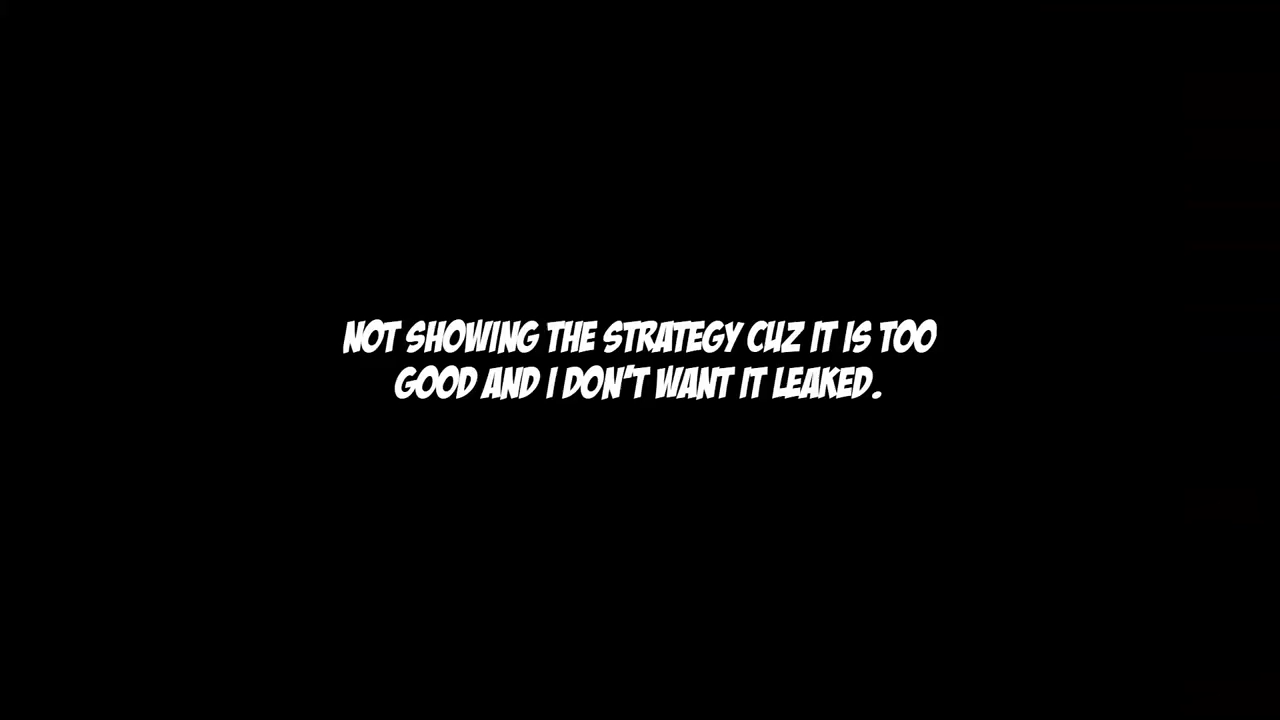 NOT SHOWING THE STRATEGY CUZ IT IS TOO
GOOD AND I DON'T WANT IT LEAKED.